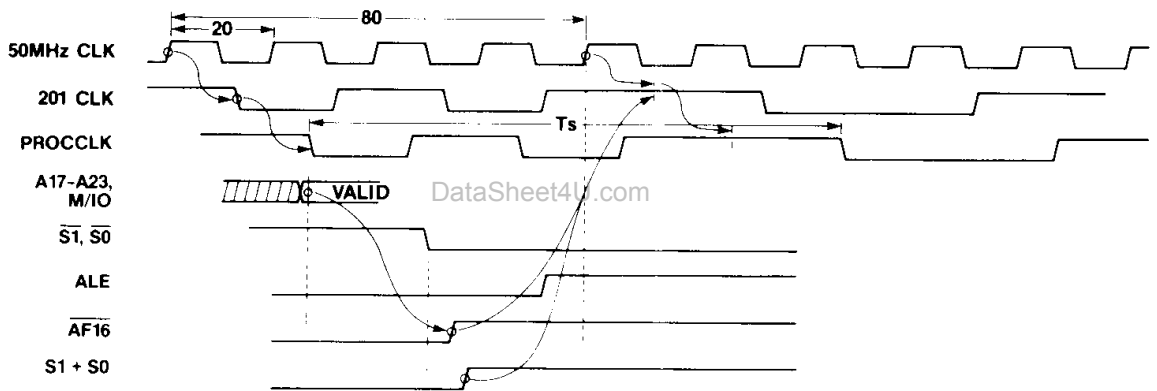 80
20
50MHz CLK
201 CLK
Ts
PROCCLK
A17-A23,
M/IO
VALID
DataSheet4U.com
S1, S0
ALE
AF16
S1 + S0